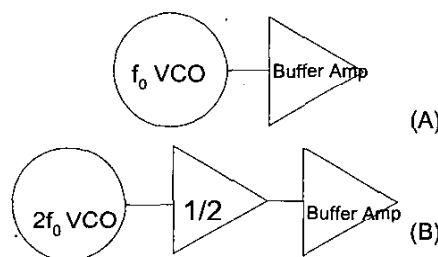 f₀ VCO
Buffer Amp
(A)
2f₀ VCO
1/2
Buffer Amp
(B)